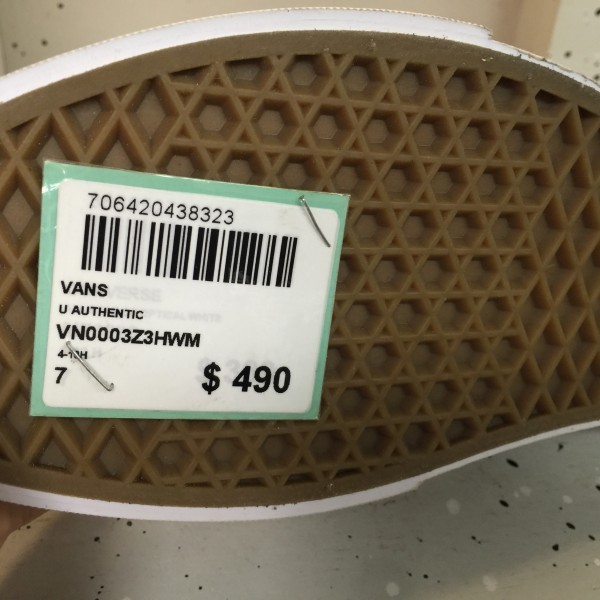 706420438323
VANS
U AUTHENTIC
VN0003Z3HWM
7
$ 490